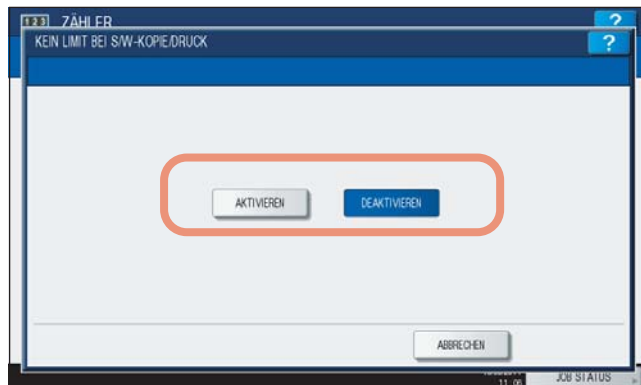 123 ZÄHLER ?
KEIN LIMIT BEI S/W-KOPIE/DRUCK ?
AKTIVIEREN DEAKTIVIEREN
ABBRECHEN
JOB STATUS